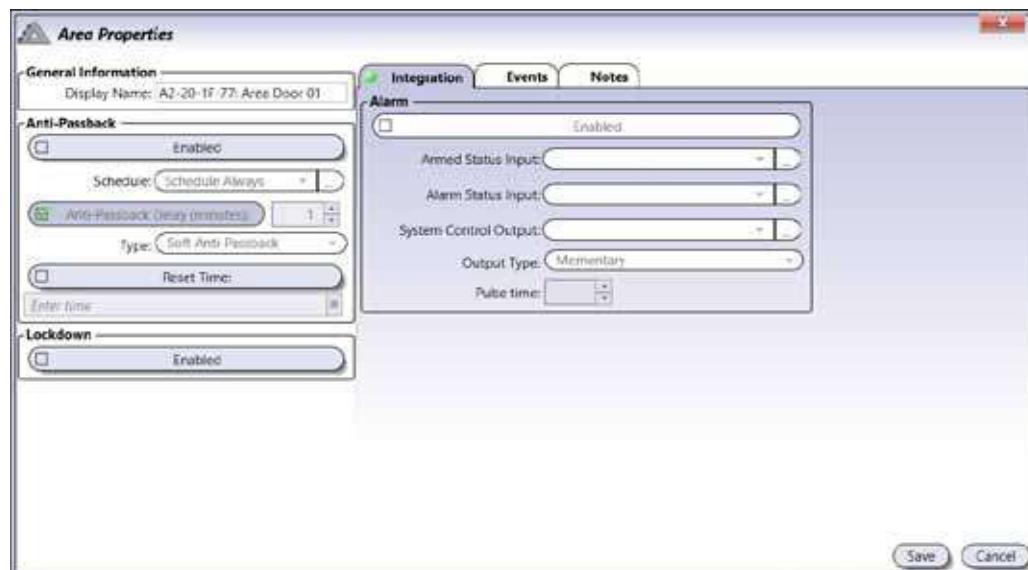 Area Properties
General Information
Display Name: A2-20-1F-77: Area Door 01
Anti-Passback
Enabled
Schedule: Schedule Always ...
Anti-Passback Delay (minutes): 1
Type: Soft Anti Passback
Reset Time:
Enter time
Lockdown
Enabled
Integration Events Notes
Alarm
Enabled
Armed Status Input: ...
Alarm Status Input: ...
System Control Output: ...
Output Type: Momentary
Pulse time:
Save Cancel